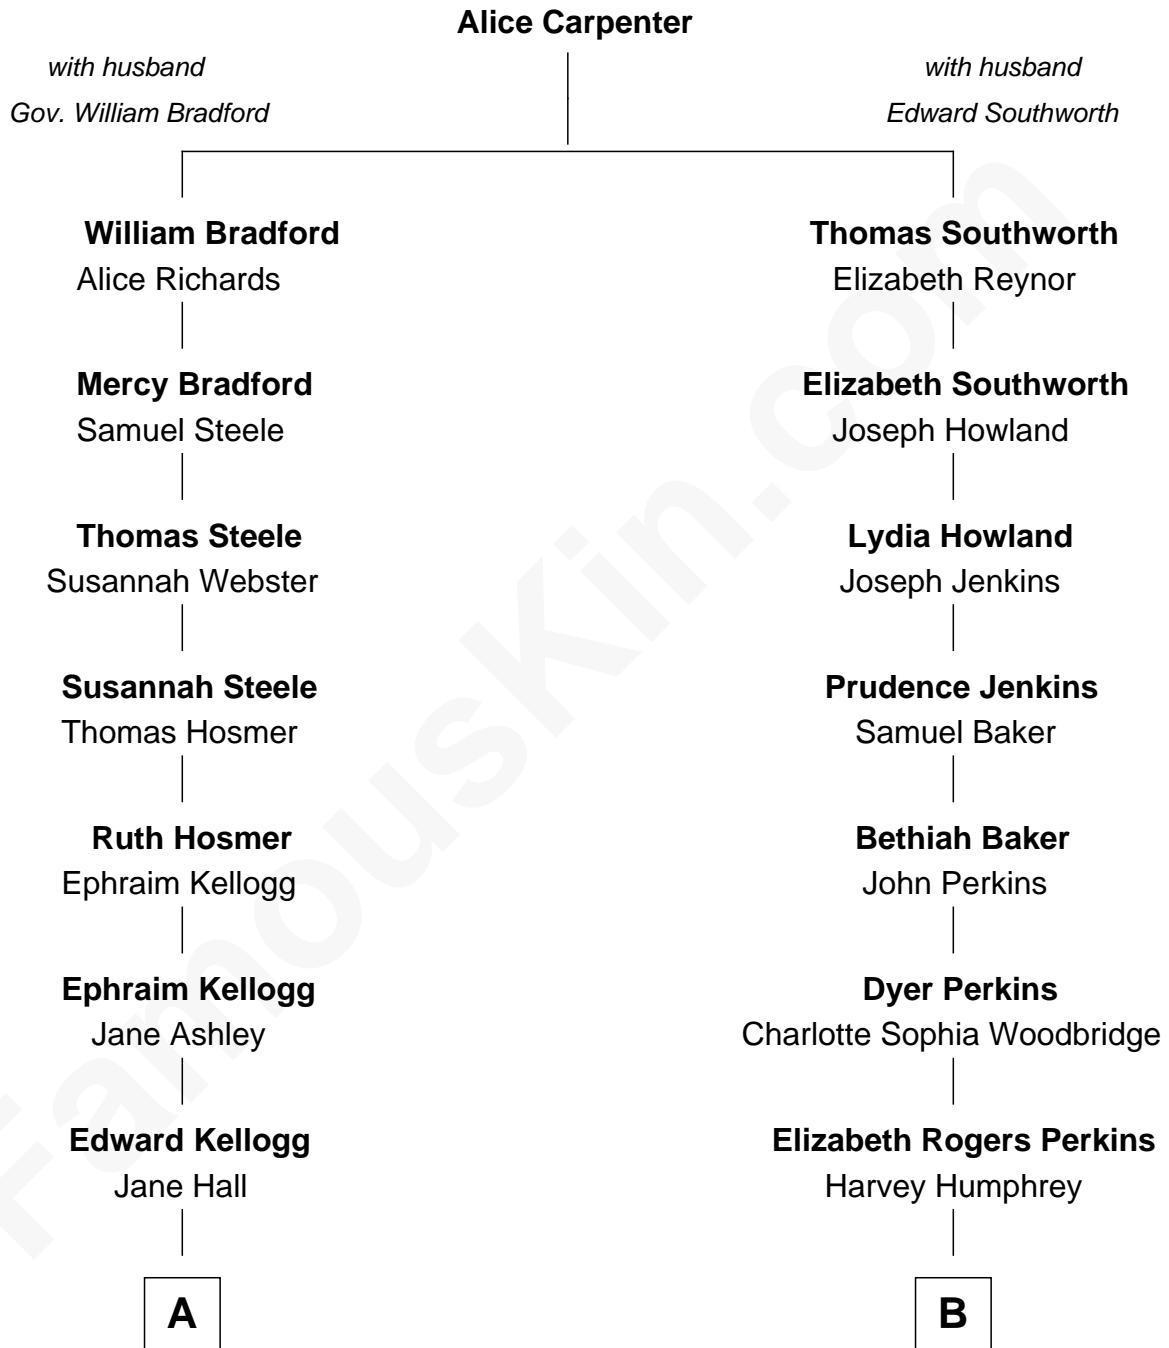 Alice Carpenter
with husband
Gov. William Bradford
with husband
Edward Southworth
William Bradford
Alice Richards
Mercy Bradford
Samuel Steele
Thomas Steele
Susannah Webster
Susannah Steele
Thomas Hosmer
Ruth Hosmer
Ephraim Kellogg
Ephraim Kellogg
Jane Ashley
Edward Kellogg
Jane Hall
A
Thomas Southworth
Elizabeth Reynor
Elizabeth Southworth
Joseph Howland
Lydia Howland
Joseph Jenkins
Prudence Jenkins
Samuel Baker
Bethiah Baker
John Perkins
Dyer Perkins
Charlotte Sophia Woodbridge
Elizabeth Rogers Perkins
Harvey Humphrey
B
FamousKin.com